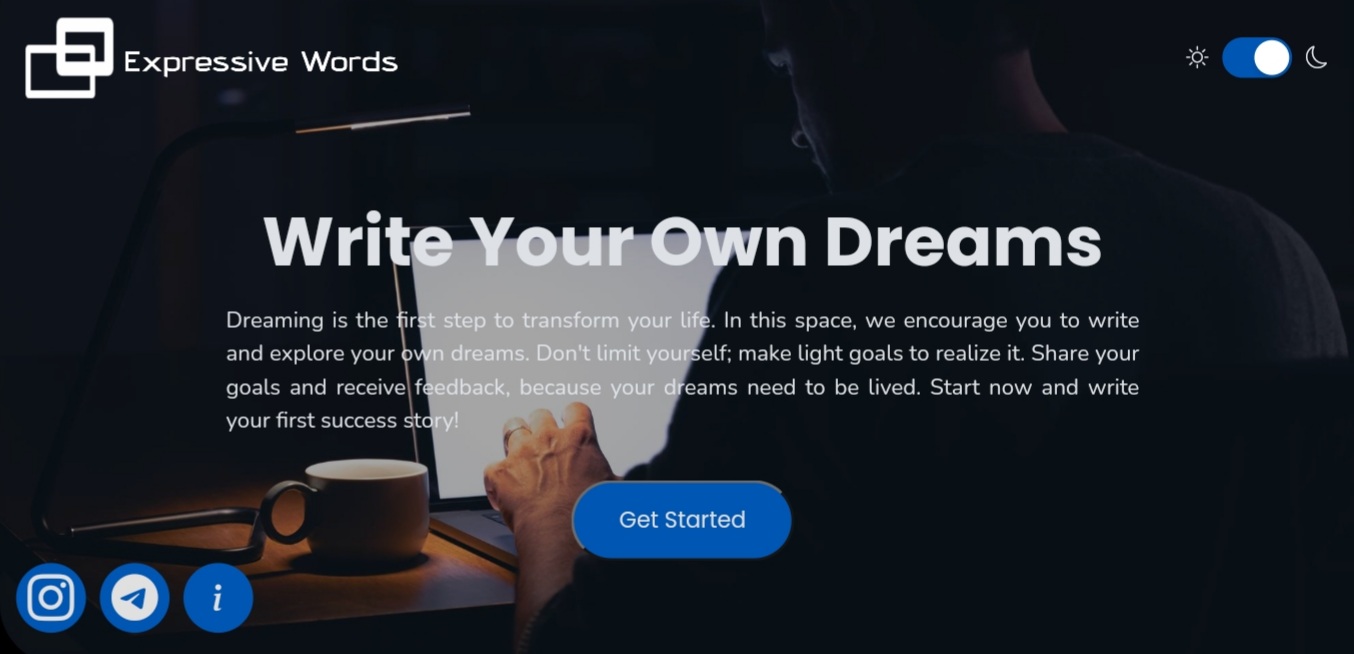 Expressive Words
Write Your Own Dreams
Dreaming is the first step to transform your life. In this space, we encourage you to write
and explore your own dreams. Don't limit yourself; make light goals to realize it. Share your
goals and receive feedback, because your dreams need to be lived. Start now and write
your first success story!
Get Started
i